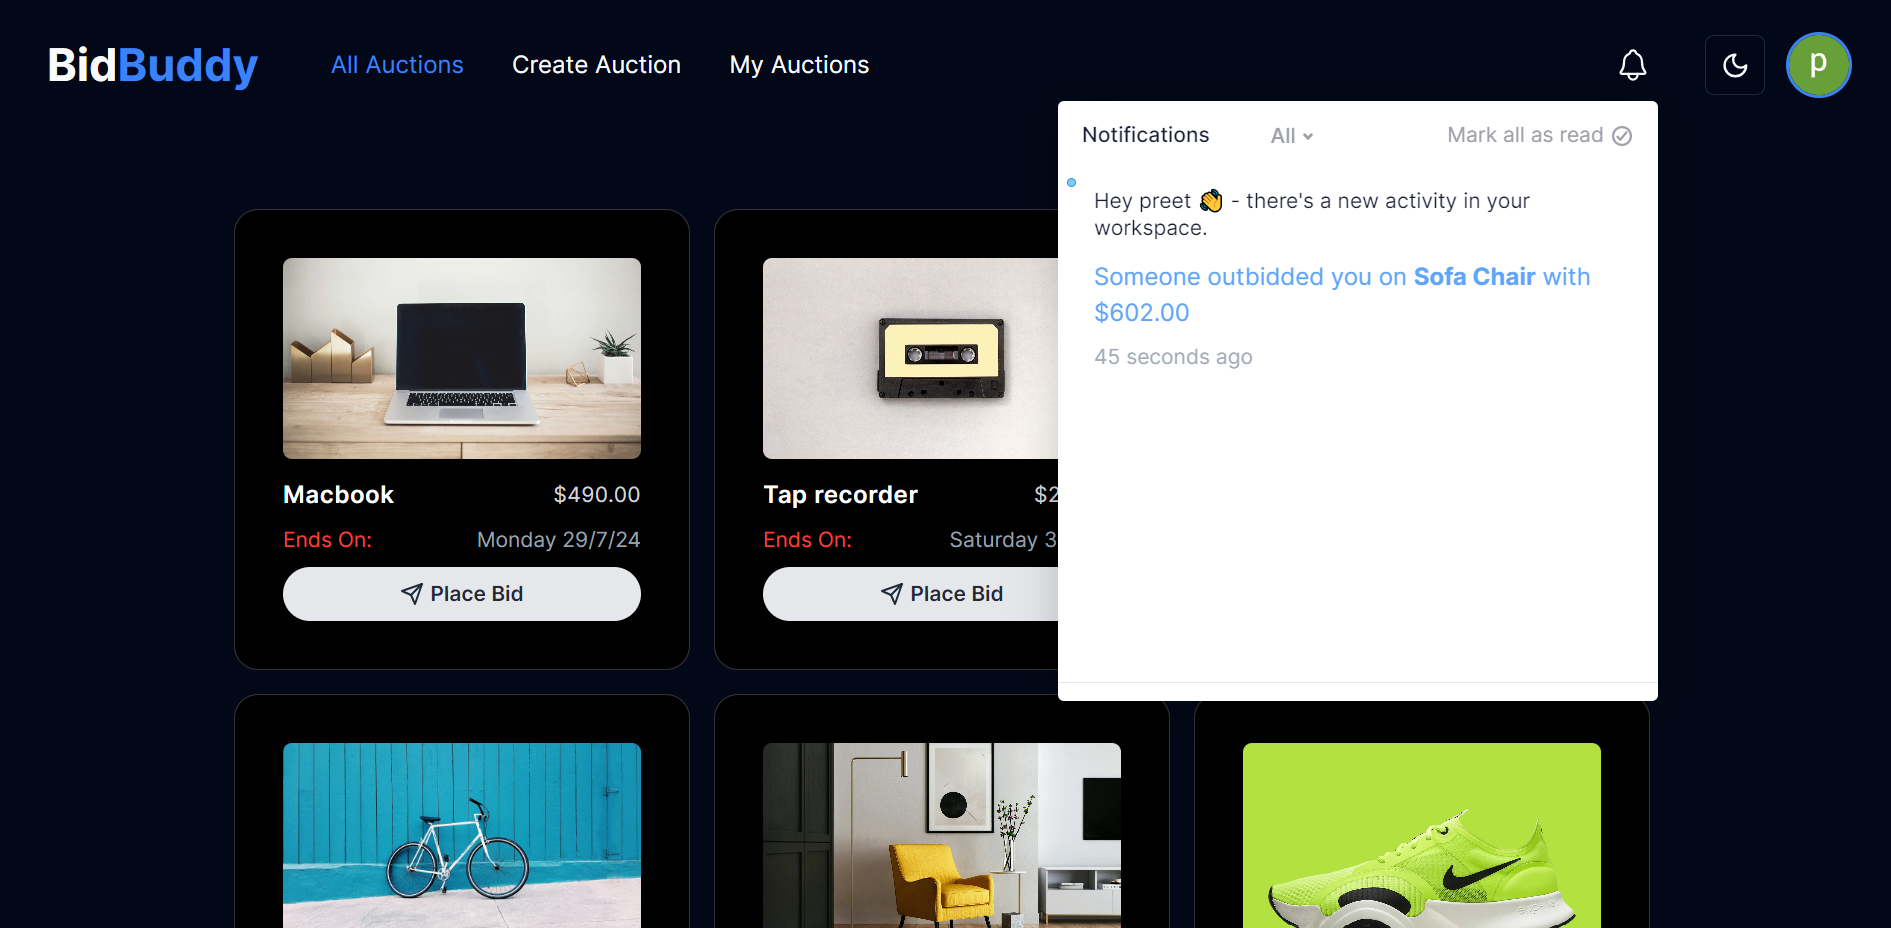 BidBuddy
All Auctions
Create Auction
My Auctions
p
Notifications
All
Mark all as read
Hey preet 👋 - there's a new activity in your
workspace.
Someone outbidded you on Sofa Chair with
$602.00
45 seconds ago
Macbook
$490.00
Ends On:
Monday 29/7/24
Place Bid
Tap recorder
$2
Ends On:
Saturday 3
Place Bid